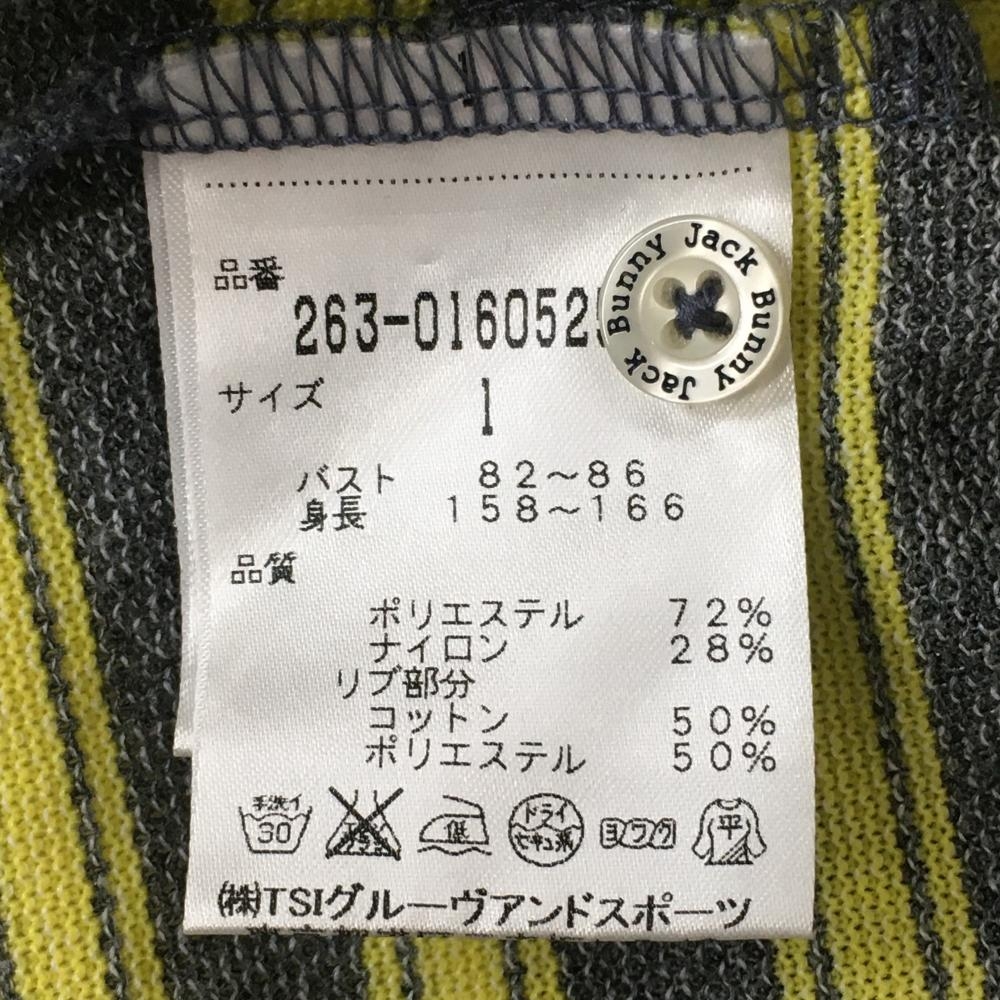 品番
263-016052
Jack Bunny Jack Bunny
サイズ
1
バスト 82~86
身長 158~166
品質
ポリエステル 72%
ナイロン 28%
リブ部分
コットン 50%
ポリエステル 50%
手洗イ 30 低 ドライ セキユ系 ヨワク 平
㈱TSIグルーヴアンドスポーツ